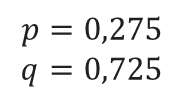 p = 0,275
q = 0,725